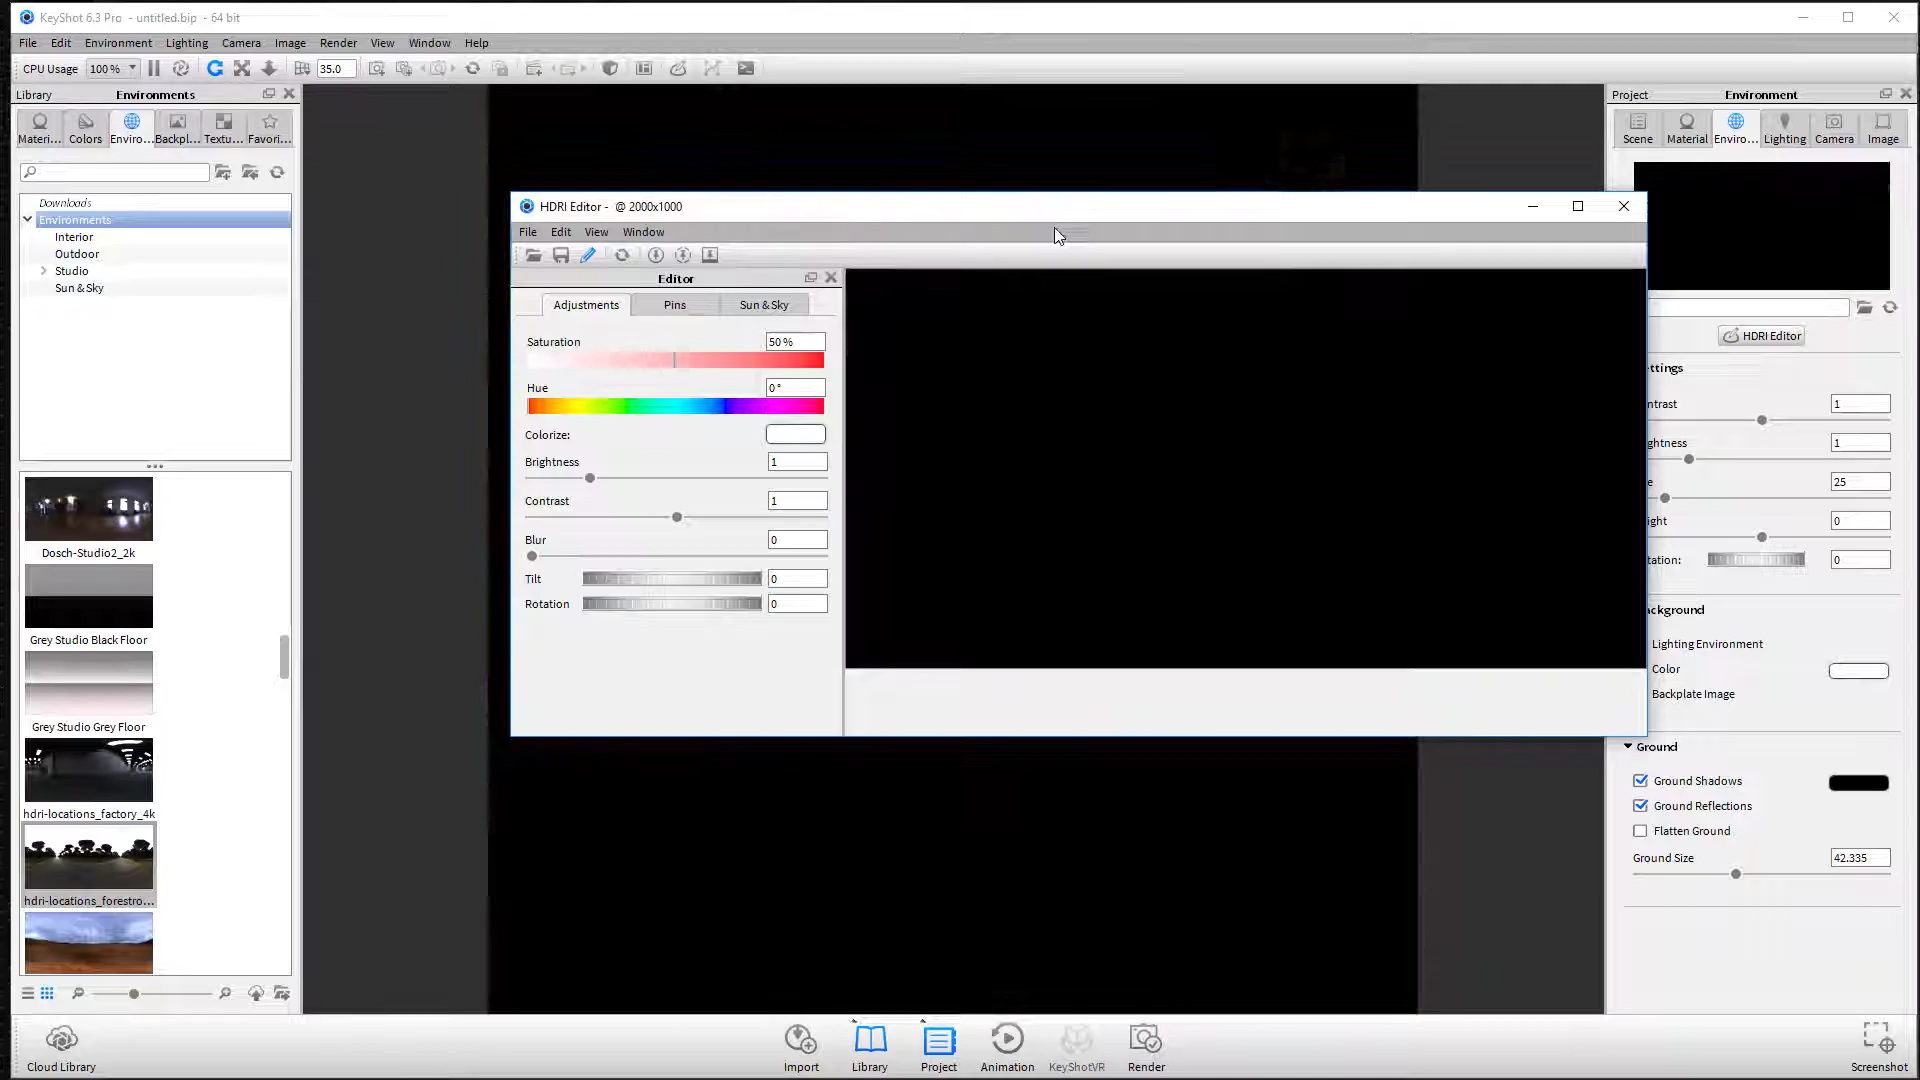 KeyShot 6.3 Pro - untitled.bip - 64 bit
File Edit Environment Lighting Camera Image Render View Window Help
CPU Usage 100 % 35.0
Library Environments
Materi... Colors Enviro... Backpl... Textu... Favori...
Downloads
Environments
Interior
Outdoor
Studio
Sun & Sky
Dosch-Studio2_2k
Grey Studio Black Floor
Grey Studio Grey Floor
hdri-locations_factory_4k
hdri-locations_forestro...
HDRI Editor - @ 2000x1000
File Edit View Window
Editor
Adjustments Pins Sun & Sky
Saturation 50 %
Hue 0 °
Colorize:
Brightness 1
Contrast 1
Blur 0
Tilt 0
Rotation 0
Project Environment
Scene Material Enviro... Lighting Camera Image
HDRI Editor
ttings
ntrast 1
ghtness 1
e 25
ight 0
tation: 0
ckground
Lighting Environment
Color
Backplate Image
Ground
Ground Shadows
Ground Reflections
Flatten Ground
Ground Size 42.335
Cloud Library
Import
Library
Project
Animation
KeyShotVR
Render
Screenshot